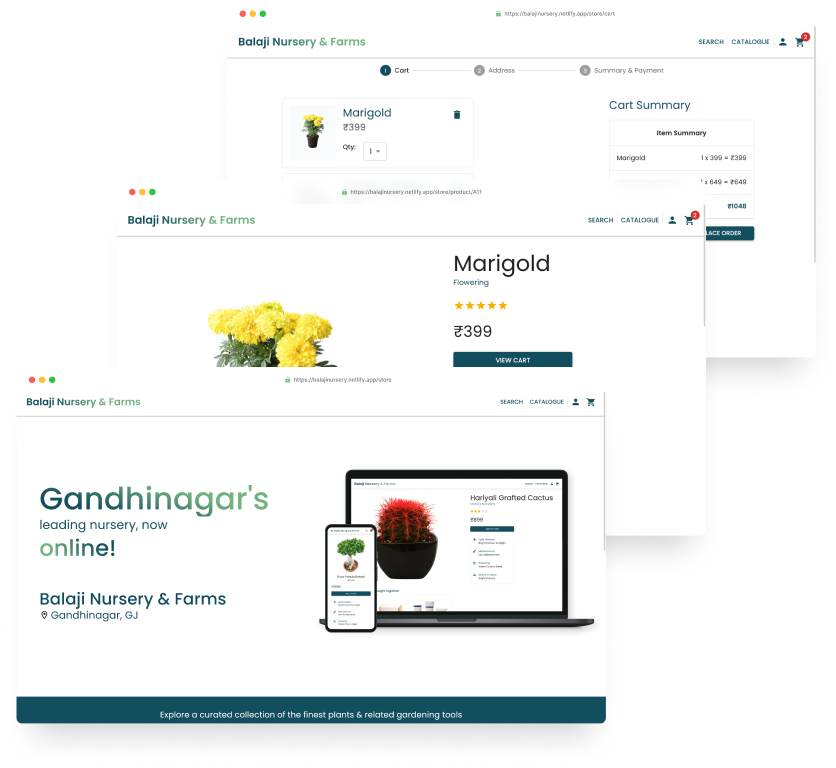 https://balajinursery.netlify.app/store/cart
Balaji Nursery & Farms
SEARCH CATALOGUE 2
1 Cart 2 Address 3 Summary & Payment
Marigold
₹399
Qty: 1
Cart Summary
Item Summary
Marigold 1 x 399 = ₹399
x 649 = ₹649
₹1048
LACE ORDER
https://balajinursery.netlify.app/store/product/A11
Balaji Nursery & Farms
SEARCH CATALOGUE 2
Marigold
Flowering
₹399
VIEW CART
https://balajinursery.netlify.app/store
Balaji Nursery & Farms
SEARCH CATALOGUE
Gandhinagar's
leading nursery, now
online!
Balaji Nursery & Farms
Gandhinagar, GJ
Balaji Nursery & Farms
Hariyali Grafted Cactus
₹899
Explore a curated collection of the finest plants & related gardening tools